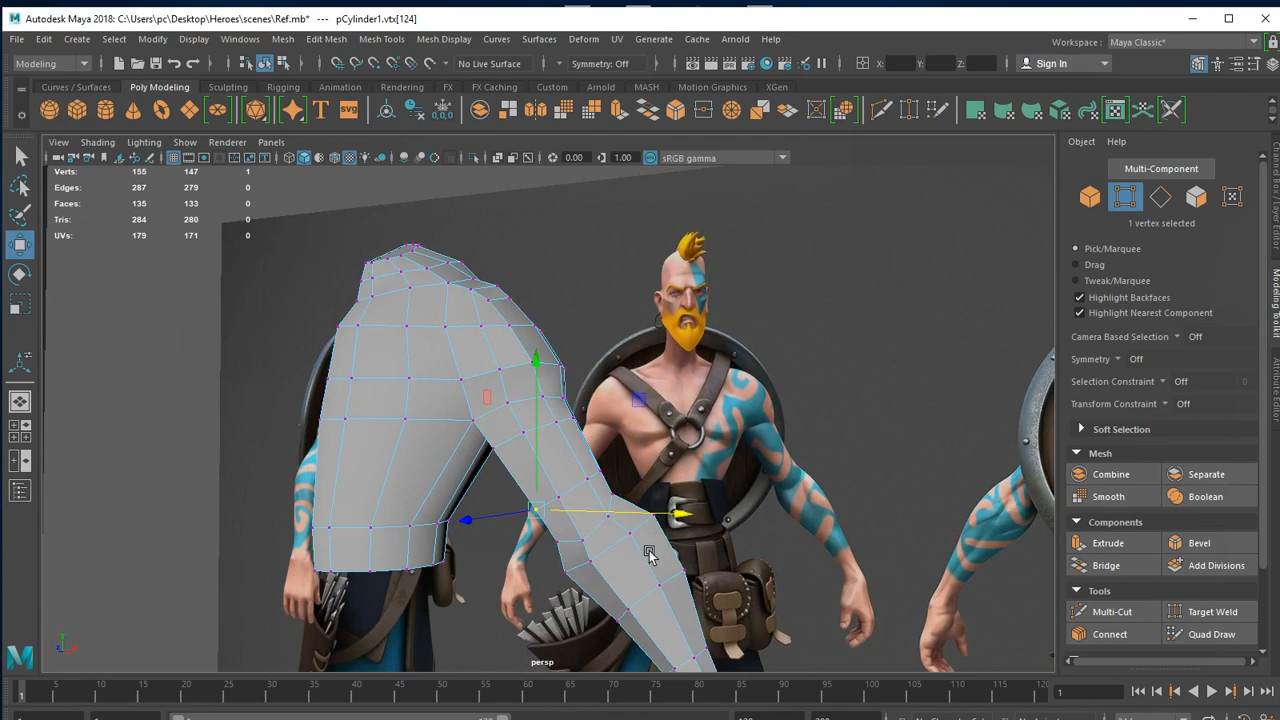 Autodesk Maya 2018: C:\Users\pc\Desktop\Heroes\scenes\Ref.mb* --- pCylinder1.vtx[124]
File Edit Create Select Modify Display Windows Mesh Edit Mesh Mesh Tools Mesh Display Curves Surfaces Deform UV Generate Cache Arnold Help
Workspace : Maya Classic*
Modeling No Live Surface Symmetry: Off X: Y: Z: Sign In
Curves / Surfaces Poly Modeling Sculpting Rigging Animation Rendering FX FX Caching Custom Arnold MASH Motion Graphics XGen
View Shading Lighting Show Renderer Panels
0.00 1.00 sRGB gamma
Verts: 155 147 1
Edges: 287 279 0
Faces: 135 133 0
Tris: 284 280 0
UVs: 179 171 0
persp
Object Help
Multi-Component
1 vertex selected
Pick/Marquee
Drag
Tweak/Marquee
Highlight Backfaces
Highlight Nearest Component
Camera Based Selection Off
Symmetry Off
Selection Constraint Off 0
Transform Constraint Off
Soft Selection
Mesh
Combine Separate
Smooth Boolean
Components
Extrude Bevel
Bridge Add Divisions
Tools
Multi-Cut Target Weld
Connect Quad Draw
Channel Box / Layer Editor
Modeling Toolkit
Attribute Editor
1 5 10 15 20 25 30 35 40 45 50 55 60 65 70 75 80 85 90 95 100 105 110 115 1